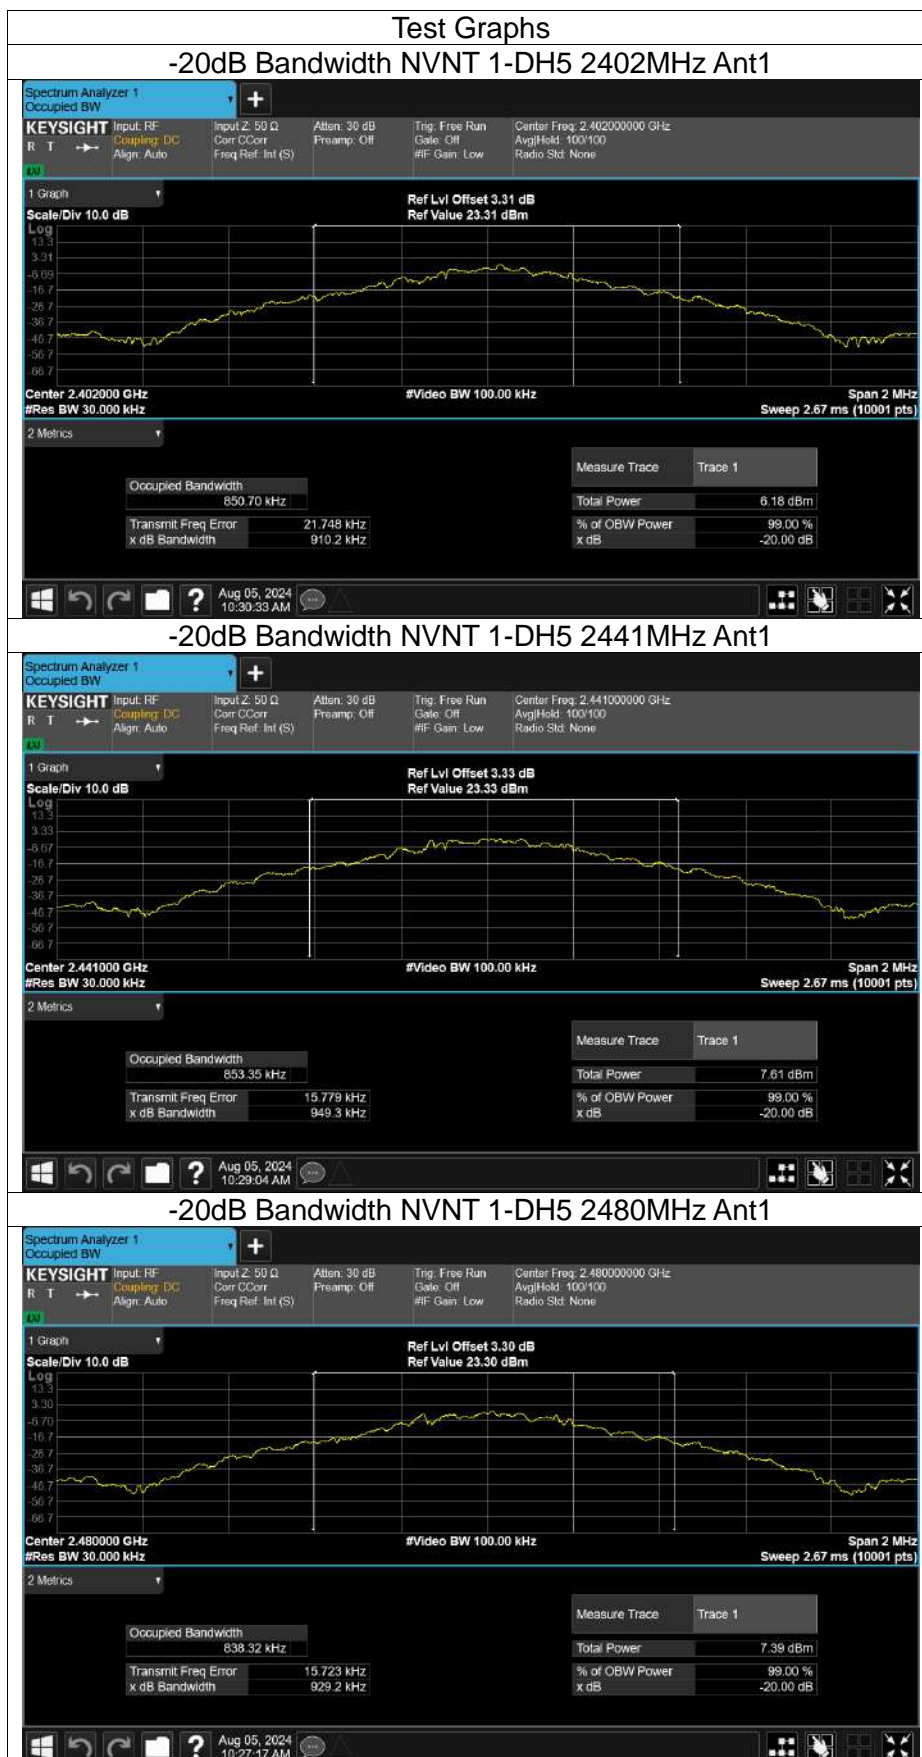 Test Graphs
-20dB Bandwidth NVNT 1-DH5 2402MHz Ant1
Spectrum Analyzer 1
Occupied BW
KEYSIGHT Input: RF Input Z: 50 Ω Atten: 30 dB Trig: Free Run Center Freq: 2.402000000 GHz
R T Coupling: DC Corr CCorr Preamp: Off Gate: Off Avg|Hold: 100/100
Align: Auto Freq Ref: Int (S) #IF Gain: Low Radio Std: None
LXI
1 Graph
Ref Lvl Offset 3.31 dB
Scale/Div 10.0 dB Ref Value 23.31 dBm
Log
13.3
3.31
-6.69
-16.7
-26.7
-36.7
-46.7
-56.7
-66.7
Center 2.402000 GHz #Video BW 100.00 kHz Span 2 MHz
#Res BW 30.000 kHz Sweep 2.67 ms (10001 pts)
2 Metrics
Measure Trace Trace 1
Occupied Bandwidth
850.70 kHz Total Power 6.18 dBm
Transmit Freq Error 21.748 kHz % of OBW Power 99.00 %
x dB Bandwidth 910.2 kHz x dB -20.00 dB
Aug 05, 2024
10:30:33 AM
-20dB Bandwidth NVNT 1-DH5 2441MHz Ant1
Spectrum Analyzer 1
Occupied BW
KEYSIGHT Input: RF Input Z: 50 Ω Atten: 30 dB Trig: Free Run Center Freq: 2.441000000 GHz
R T Coupling: DC Corr CCorr Preamp: Off Gate: Off Avg|Hold: 100/100
Align: Auto Freq Ref: Int (S) #IF Gain: Low Radio Std: None
LXI
1 Graph
Ref Lvl Offset 3.33 dB
Scale/Div 10.0 dB Ref Value 23.33 dBm
Log
13.3
3.33
-6.67
-16.7
-26.7
-36.7
-46.7
-56.7
-66.7
Center 2.441000 GHz #Video BW 100.00 kHz Span 2 MHz
#Res BW 30.000 kHz Sweep 2.67 ms (10001 pts)
2 Metrics
Measure Trace Trace 1
Occupied Bandwidth
853.35 kHz Total Power 7.61 dBm
Transmit Freq Error 15.779 kHz % of OBW Power 99.00 %
x dB Bandwidth 949.3 kHz x dB -20.00 dB
Aug 05, 2024
10:29:04 AM
-20dB Bandwidth NVNT 1-DH5 2480MHz Ant1
Spectrum Analyzer 1
Occupied BW
KEYSIGHT Input: RF Input Z: 50 Ω Atten: 30 dB Trig: Free Run Center Freq: 2.480000000 GHz
R T Coupling: DC Corr CCorr Preamp: Off Gate: Off Avg|Hold: 100/100
Align: Auto Freq Ref: Int (S) #IF Gain: Low Radio Std: None
LXI
1 Graph
Ref Lvl Offset 3.30 dB
Scale/Div 10.0 dB Ref Value 23.30 dBm
Log
13.3
3.30
-6.70
-16.7
-26.7
-36.7
-46.7
-56.7
-66.7
Center 2.480000 GHz #Video BW 100.00 kHz Span 2 MHz
#Res BW 30.000 kHz Sweep 2.67 ms (10001 pts)
2 Metrics
Measure Trace Trace 1
Occupied Bandwidth
838.32 kHz Total Power 7.39 dBm
Transmit Freq Error 15.723 kHz % of OBW Power 99.00 %
x dB Bandwidth 929.2 kHz x dB -20.00 dB
Aug 05, 2024
10:27:17 AM